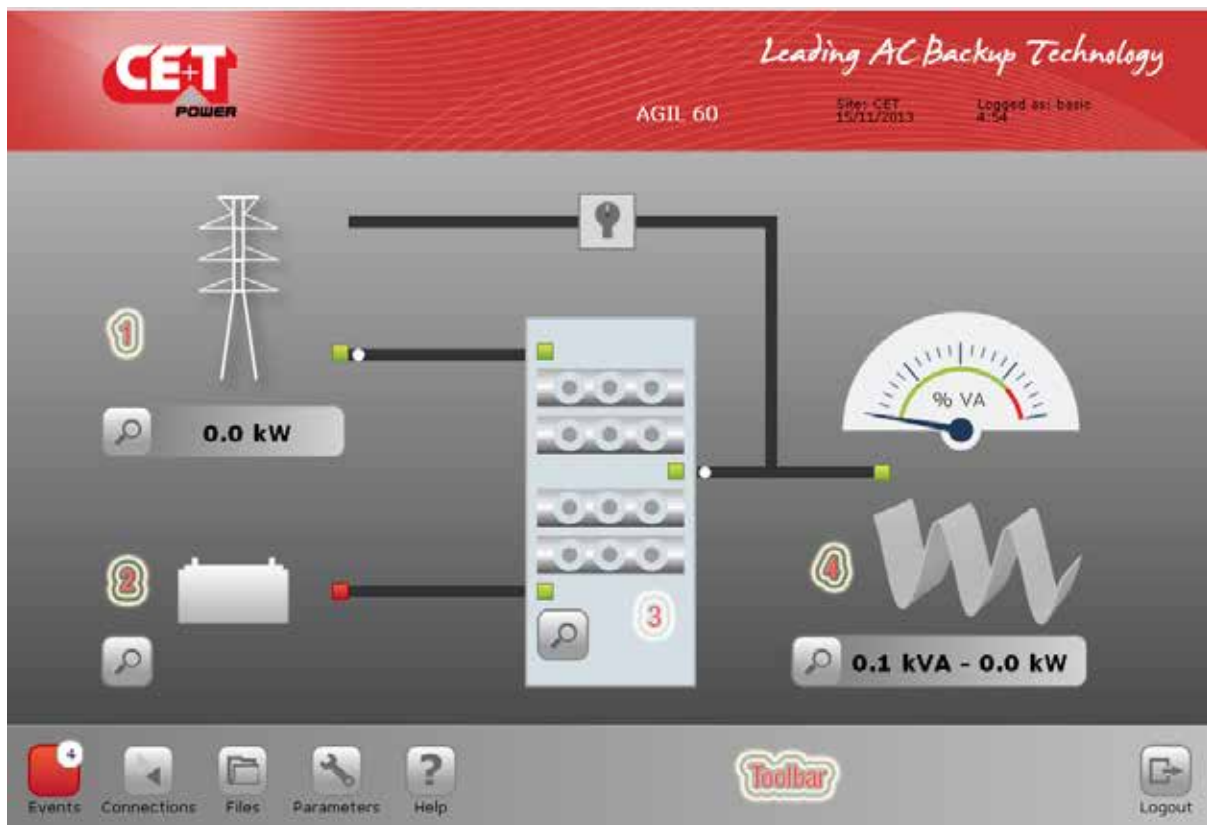 CE+T
POWER
Leading AC Backup Technology
AGIL 60
Site: CET
15/11/2013
Logged as: basic
4:54
1
0.0 kW
% VA
2
3
4
0.1 kVA - 0.0 kW
4
Events
Connections
Files
Parameters
?
Help
Toolbar
Logout